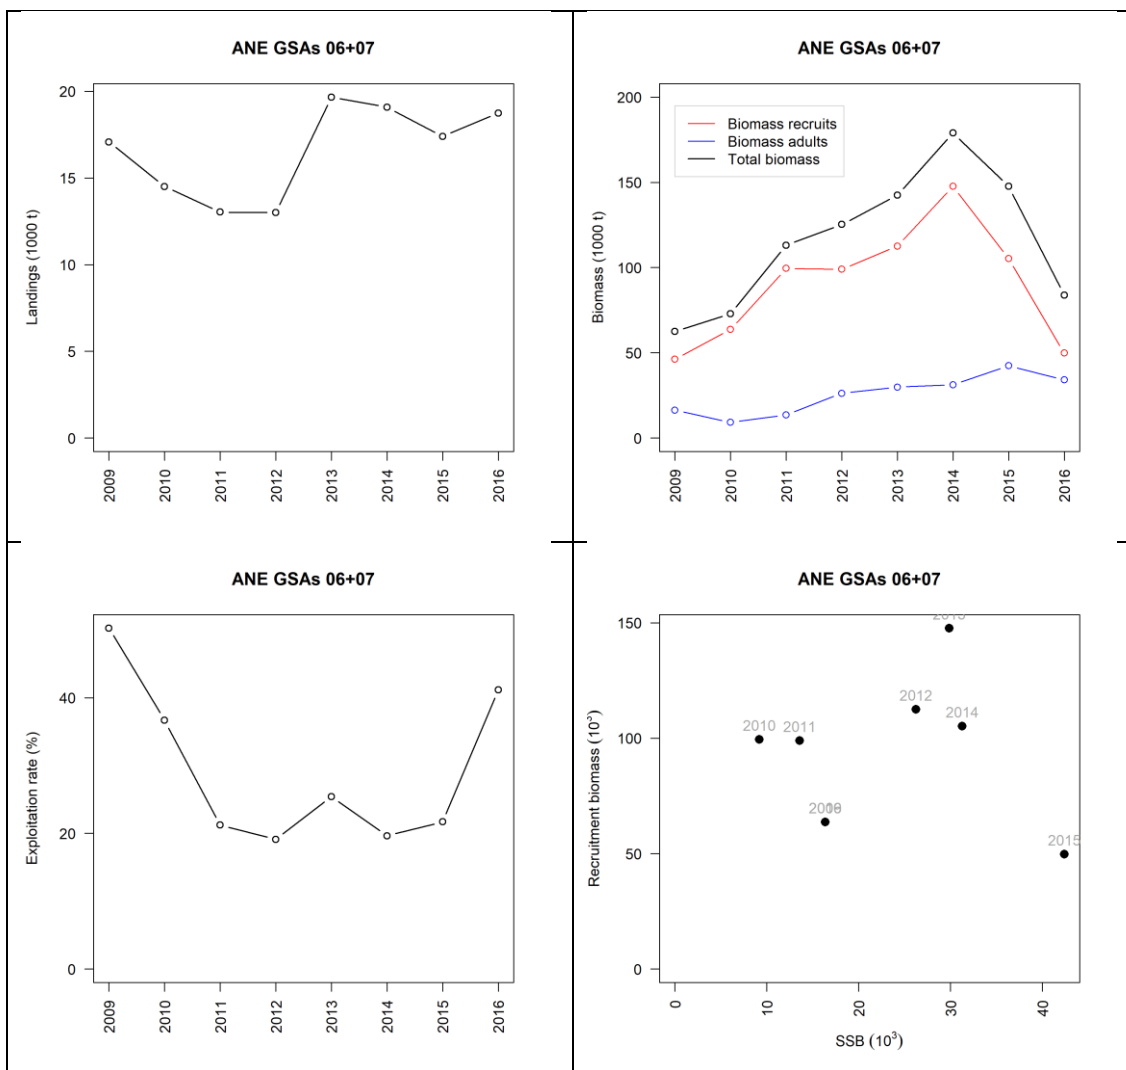 ANE GSAs 06+07
Landings (1000 t)
20
15
10
5
0
2009 2010 2011 2012 2013 2014 2015 2016
ANE GSAs 06+07
Biomass (1000 t)
200
150
100
50
0
Biomass recruits
Biomass adults
Total biomass
2009 2010 2011 2012 2013 2014 2015 2016
ANE GSAs 06+07
Exploitation rate (%)
40
20
0
2009 2010 2011 2012 2013 2014 2015 2016
ANE GSAs 06+07
Recruitment biomass (10³)
150
100
50
0
2012
2014
2010 2011
2015
0 10 20 30 40
SSB (10³)